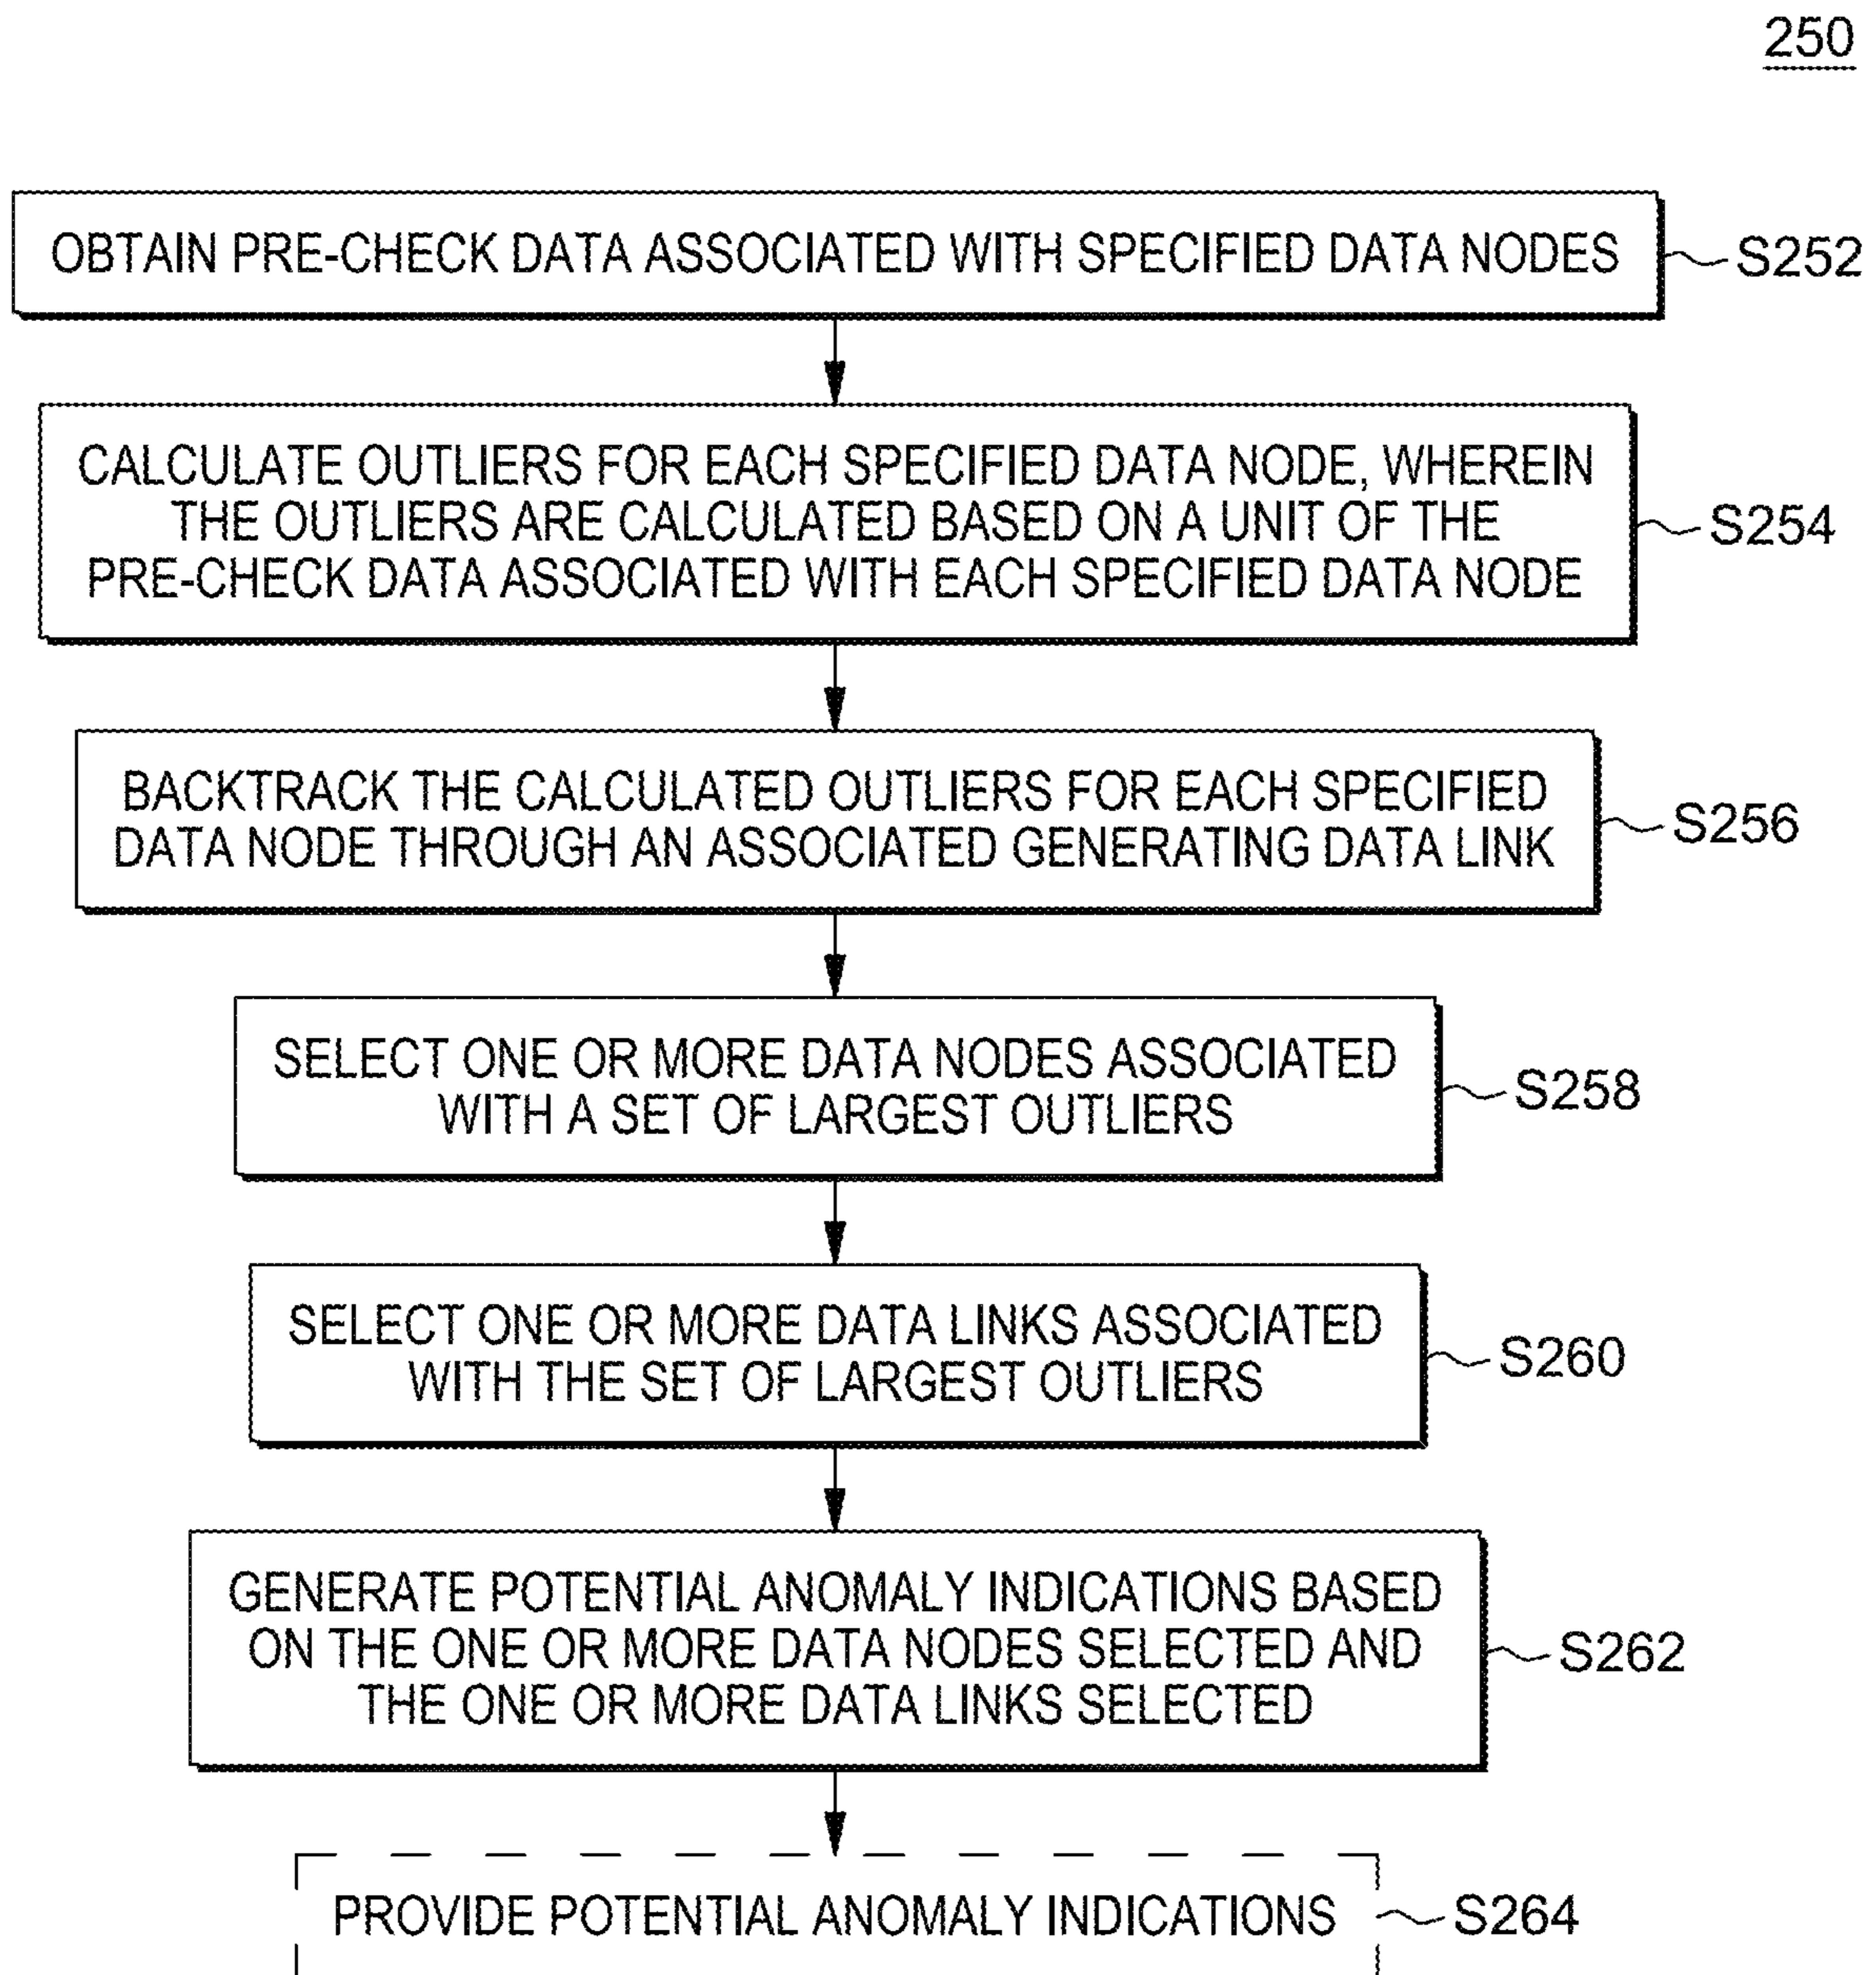 250
OBTAIN PRE-CHECK DATA ASSOCIATED WITH SPECIFIED DATA NODES
S252
CALCULATE OUTLIERS FOR EACH SPECIFIED DATA NODE, WHEREIN
THE OUTLIERS ARE CALCULATED BASED ON A UNIT OF THE
PRE-CHECK DATA ASSOCIATED WITH EACH SPECIFIED DATA NODE
S254
BACKTRACK THE CALCULATED OUTLIERS FOR EACH SPECIFIED
DATA NODE THROUGH AN ASSOCIATED GENERATING DATA LINK
S256
SELECT ONE OR MORE DATA NODES ASSOCIATED
WITH A SET OF LARGEST OUTLIERS
S258
SELECT ONE OR MORE DATA LINKS ASSOCIATED
WITH THE SET OF LARGEST OUTLIERS
S260
GENERATE POTENTIAL ANOMALY INDICATIONS BASED
ON THE ONE OR MORE DATA NODES SELECTED AND
THE ONE OR MORE DATA LINKS SELECTED
S262
PROVIDE POTENTIAL ANOMALY INDICATIONS
S264